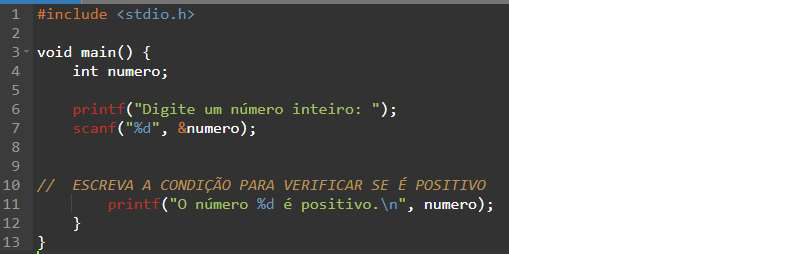 1 #include <stdio.h>
2
3 void main() {
4     int numero;
5
6     printf("Digite um número inteiro: ");
7     scanf("%d", &numero);
8
9
10 //  ESCREVA A CONDIÇÃO PARA VERIFICAR SE É POSITIVO
11         printf("O número %d é positivo.\n", numero);
12     }
13 }